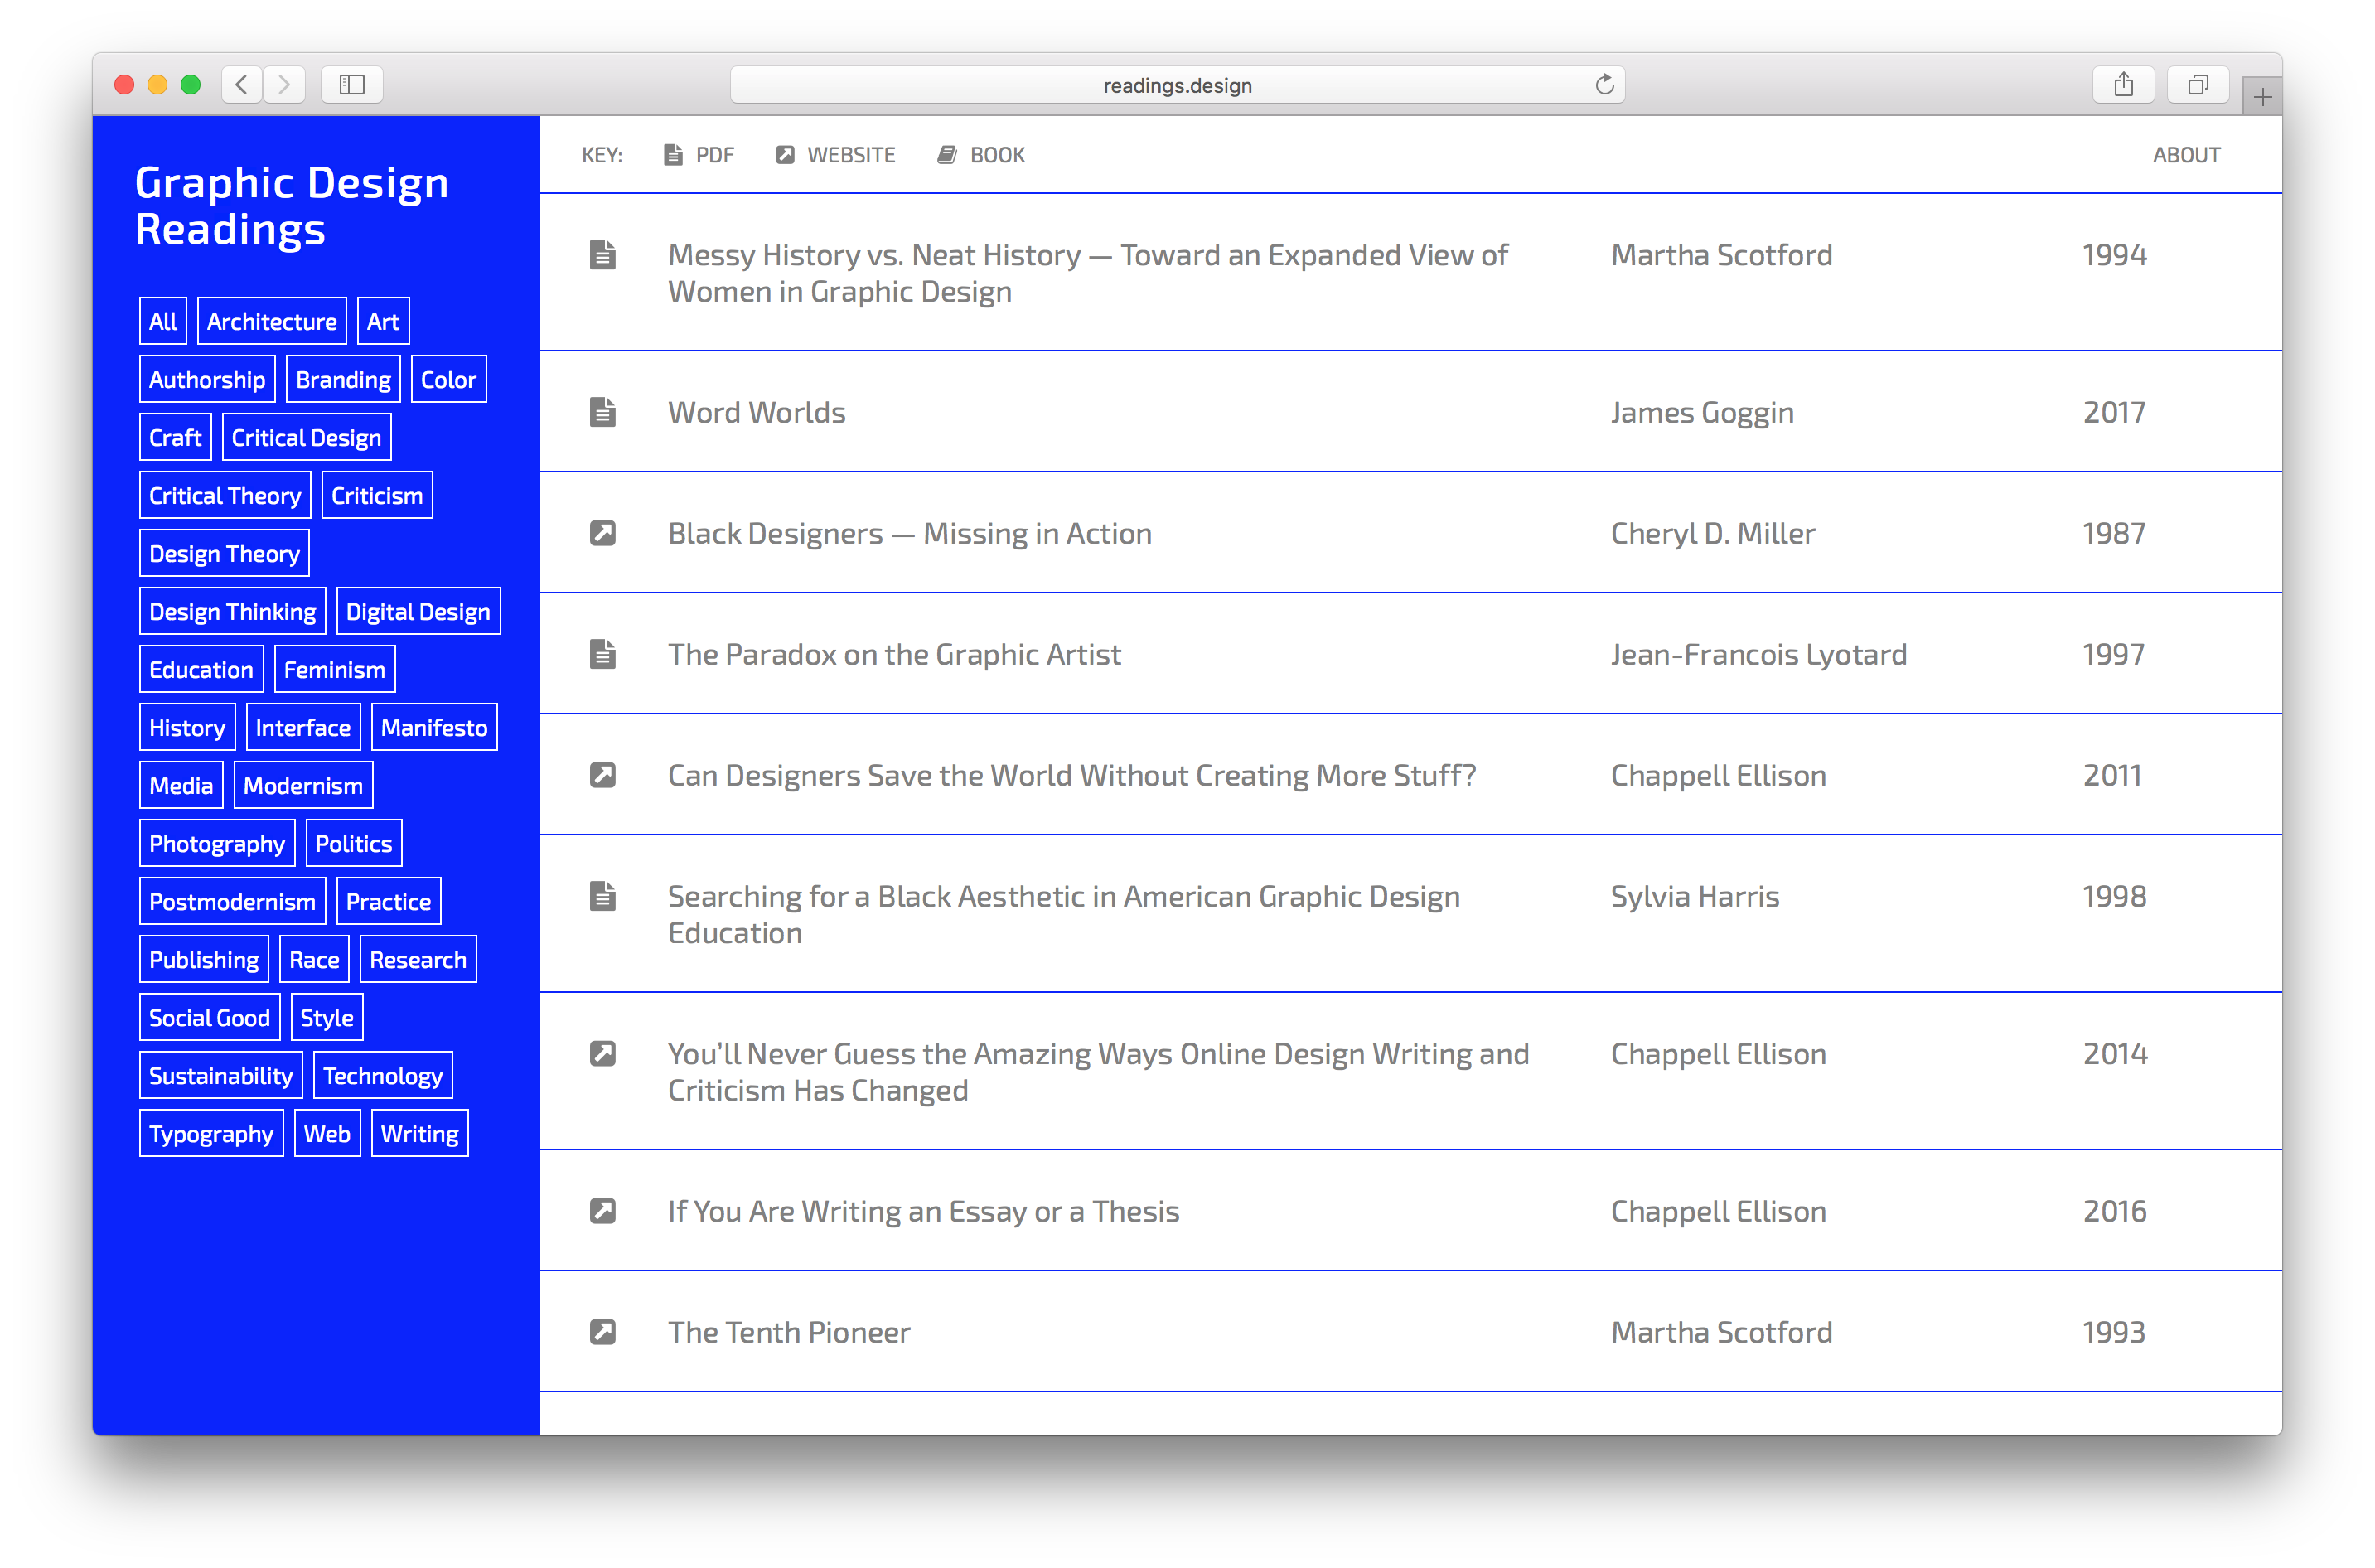 readings.design
Graphic Design
Readings
All Architecture Art
Authorship Branding Color
Craft Critical Design
Critical Theory Criticism
Design Theory
Design Thinking Digital Design
Education Feminism
History Interface Manifesto
Media Modernism
Photography Politics
Postmodernism Practice
Publishing Race Research
Social Good Style
Sustainability Technology
Typography Web Writing
KEY: PDF WEBSITE BOOK ABOUT
Messy History vs. Neat History — Toward an Expanded View of Martha Scotford 1994
Women in Graphic Design
Word Worlds James Goggin 2017
Black Designers — Missing in Action Cheryl D. Miller 1987
The Paradox on the Graphic Artist Jean-Francois Lyotard 1997
Can Designers Save the World Without Creating More Stuff? Chappell Ellison 2011
Searching for a Black Aesthetic in American Graphic Design Sylvia Harris 1998
Education
You’ll Never Guess the Amazing Ways Online Design Writing and Chappell Ellison 2014
Criticism Has Changed
If You Are Writing an Essay or a Thesis Chappell Ellison 2016
The Tenth Pioneer Martha Scotford 1993